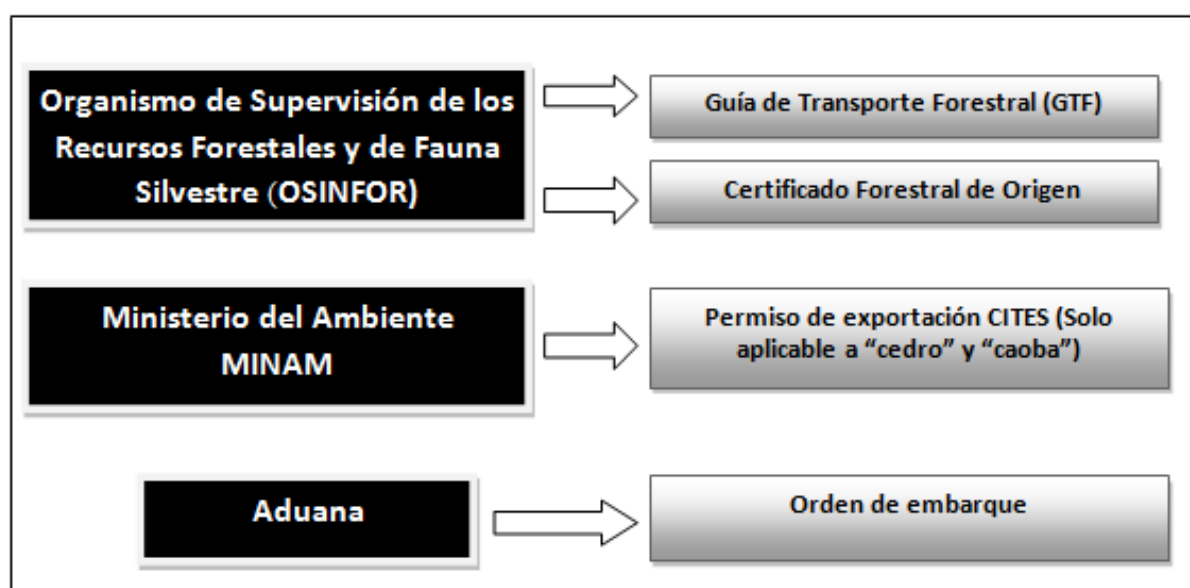 Organismo de Supervisión de los
Recursos Forestales y de Fauna
Silvestre (OSINFOR)
Guía de Transporte Forestral (GTF)
Certificado Forestral de Origen
Ministerio del Ambiente
MINAM
Permiso de exportación CITES (Solo
aplicable a “cedro” y “caoba”)
Aduana
Orden de embarque